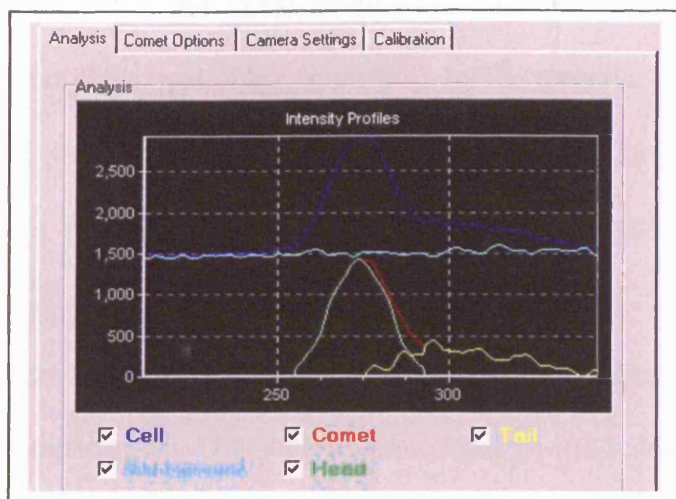 Analysis Comet Options Camera Settings Calibration
Analysis
Intensity Profiles
2,500
2,000
1,500
1,000
500
0
250 300
Cell Comet Tail
Background Head